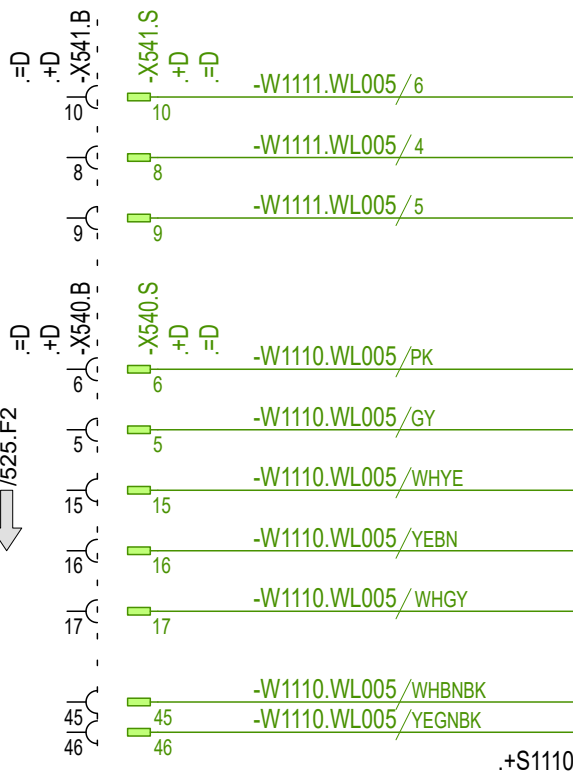 .=D
+D
-X541.B
-X541.S
+D
.=D
-W1111.WL005 / 6
10
10
-W1111.WL005 / 4
8
8
-W1111.WL005 / 5
9
9
.=D
.+D
-X540.B
-X540.S
+D
.=D
-W1110.WL005 / PK
6
6
-W1110.WL005 / GY
5
5
/525.F2
-W1110.WL005 / WHYE
15
15
-W1110.WL005 / YEBN
16
16
-W1110.WL005 / WHGY
17
17
-W1110.WL005 / WHBNBK
45
45
-W1110.WL005 / YEGNBK
46
46
.+S1110